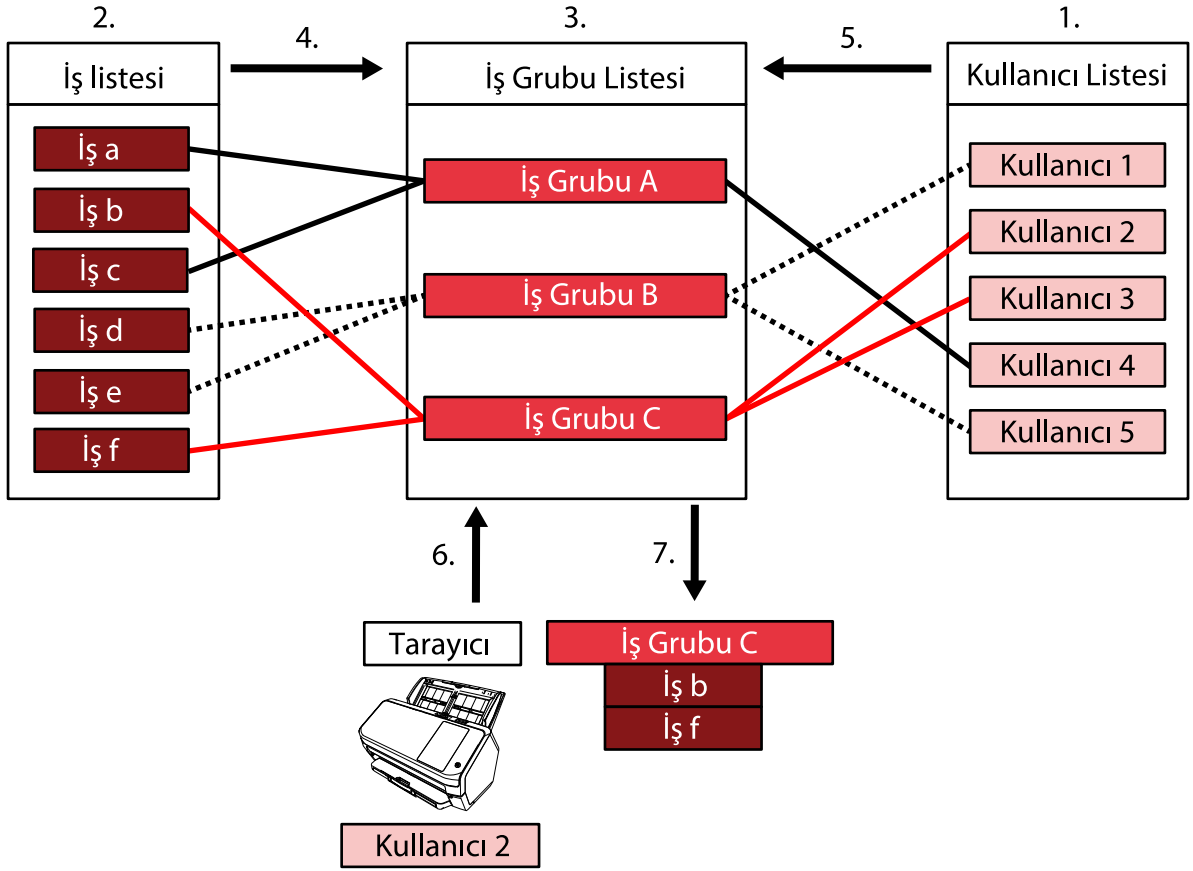 2.
4.
3.
5.
1.
İş listesi
İş Grubu Listesi
Kullanıcı Listesi
İş a
İş b
İş c
İş d
İş e
İş f
İş Grubu A
İş Grubu B
İş Grubu C
Kullanıcı 1
Kullanıcı 2
Kullanıcı 3
Kullanıcı 4
Kullanıcı 5
6.
7.
Tarayıcı
Kullanıcı 2
İş Grubu C
İş b
İş f